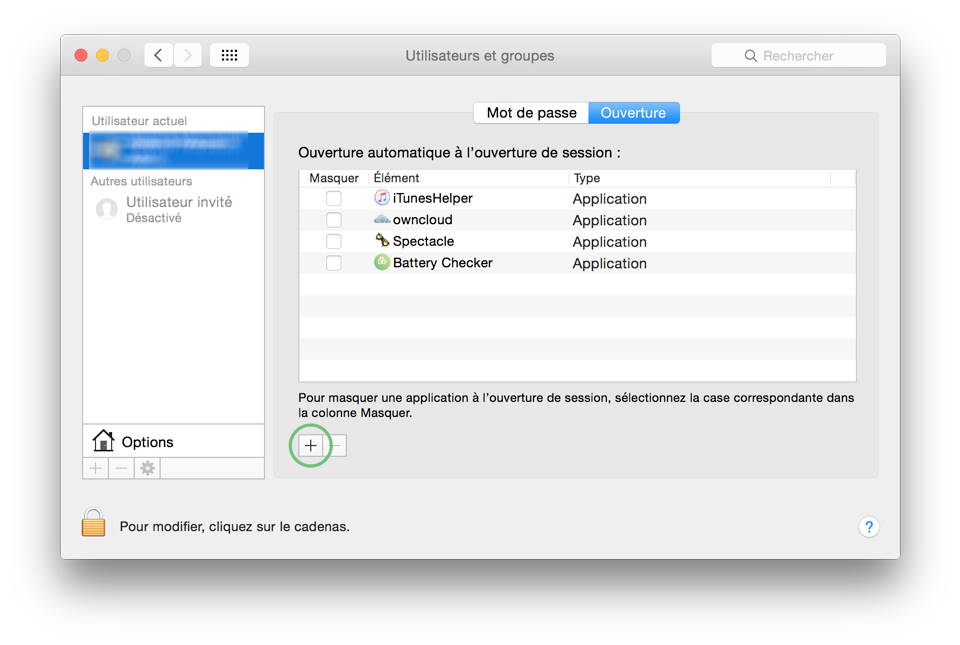 Utilisateurs et groupes
Rechercher
Mot de passe
Ouverture
Utilisateur actuel
Autres utilisateurs
Utilisateur invité
Désactivé
Options
Ouverture automatique à l’ouverture de session :
Masquer Élément Type
iTunesHelper Application
owncloud Application
Spectacle Application
Battery Checker Application
Pour masquer une application à l’ouverture de session, sélectionnez la case correspondante dans
la colonne Masquer.
Pour modifier, cliquez sur le cadenas.
?